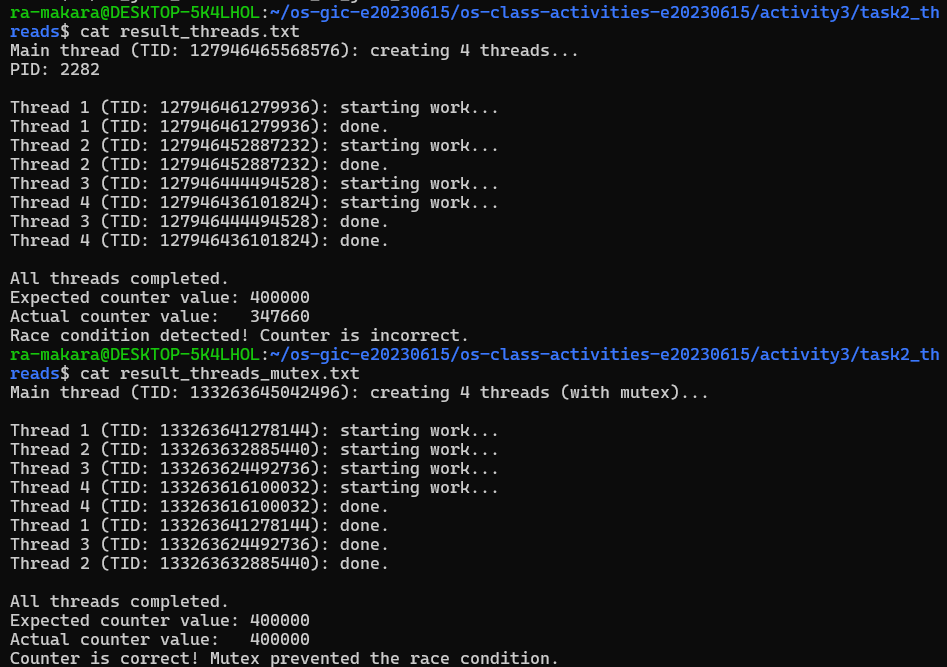 ra-makara@DESKTOP-5K4LHOL:~/os-gic-e20230615/os-class-activities-e20230615/activity3/task2_th
reads$ cat result_threads.txt
Main thread (TID: 127946465568576): creating 4 threads...
PID: 2282
Thread 1 (TID: 127946461279936): starting work...
Thread 1 (TID: 127946461279936): done.
Thread 2 (TID: 127946452887232): starting work...
Thread 2 (TID: 127946452887232): done.
Thread 3 (TID: 127946444494528): starting work...
Thread 4 (TID: 127946436101824): starting work...
Thread 3 (TID: 127946444494528): done.
Thread 4 (TID: 127946436101824): done.
All threads completed.
Expected counter value: 400000
Actual counter value:   347660
Race condition detected! Counter is incorrect.
ra-makara@DESKTOP-5K4LHOL:~/os-gic-e20230615/os-class-activities-e20230615/activity3/task2_th
reads$ cat result_threads_mutex.txt
Main thread (TID: 133263645042496): creating 4 threads (with mutex)...
Thread 1 (TID: 133263641278144): starting work...
Thread 2 (TID: 133263632885440): starting work...
Thread 3 (TID: 133263624492736): starting work...
Thread 4 (TID: 133263616100032): starting work...
Thread 4 (TID: 133263616100032): done.
Thread 1 (TID: 133263641278144): done.
Thread 3 (TID: 133263624492736): done.
Thread 2 (TID: 133263632885440): done.
All threads completed.
Expected counter value: 400000
Actual counter value:   400000
Counter is correct! Mutex prevented the race condition.